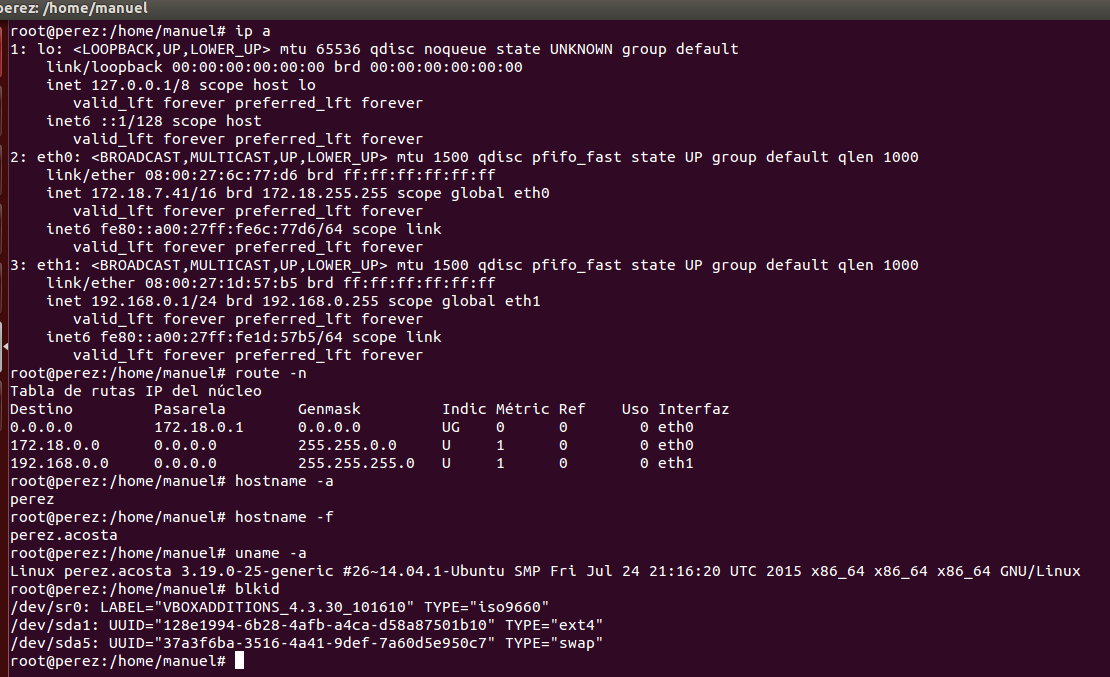 perez: /home/manuel
root@perez:/home/manuel# ip a
1: lo: <LOOPBACK,UP,LOWER_UP> mtu 65536 qdisc noqueue state UNKNOWN group default
    link/loopback 00:00:00:00:00:00 brd 00:00:00:00:00:00
    inet 127.0.0.1/8 scope host lo
       valid_lft forever preferred_lft forever
    inet6 ::1/128 scope host
       valid_lft forever preferred_lft forever
2: eth0: <BROADCAST,MULTICAST,UP,LOWER_UP> mtu 1500 qdisc pfifo_fast state UP group default qlen 1000
    link/ether 08:00:27:6c:77:d6 brd ff:ff:ff:ff:ff:ff
    inet 172.18.7.41/16 brd 172.18.255.255 scope global eth0
       valid_lft forever preferred_lft forever
    inet6 fe80::a00:27ff:fe6c:77d6/64 scope link
       valid_lft forever preferred_lft forever
3: eth1: <BROADCAST,MULTICAST,UP,LOWER_UP> mtu 1500 qdisc pfifo_fast state UP group default qlen 1000
    link/ether 08:00:27:1d:57:b5 brd ff:ff:ff:ff:ff:ff
    inet 192.168.0.1/24 brd 192.168.0.255 scope global eth1
       valid_lft forever preferred_lft forever
    inet6 fe80::a00:27ff:fe1d:57b5/64 scope link
       valid_lft forever preferred_lft forever
root@perez:/home/manuel# route -n
Tabla de rutas IP del núcleo
Destino         Pasarela        Genmask         Indic Métric Ref    Uso Interfaz
0.0.0.0         172.18.0.1      0.0.0.0         UG    0      0        0 eth0
172.18.0.0      0.0.0.0         255.255.0.0     U     1      0        0 eth0
192.168.0.0     0.0.0.0         255.255.255.0   U     1      0        0 eth1
root@perez:/home/manuel# hostname -a
perez
root@perez:/home/manuel# hostname -f
perez.acosta
root@perez:/home/manuel# uname -a
Linux perez.acosta 3.19.0-25-generic #26~14.04.1-Ubuntu SMP Fri Jul 24 21:16:20 UTC 2015 x86_64 x86_64 x86_64 GNU/Linux
root@perez:/home/manuel# blkid
/dev/sr0: LABEL="VBOXADDITIONS_4.3.30_101610" TYPE="iso9660"
/dev/sda1: UUID="128e1994-6b28-4afb-a4ca-d58a87501b10" TYPE="ext4"
/dev/sda5: UUID="37a3f6ba-3516-4a41-9def-7a60d5e950c7" TYPE="swap"
root@perez:/home/manuel#